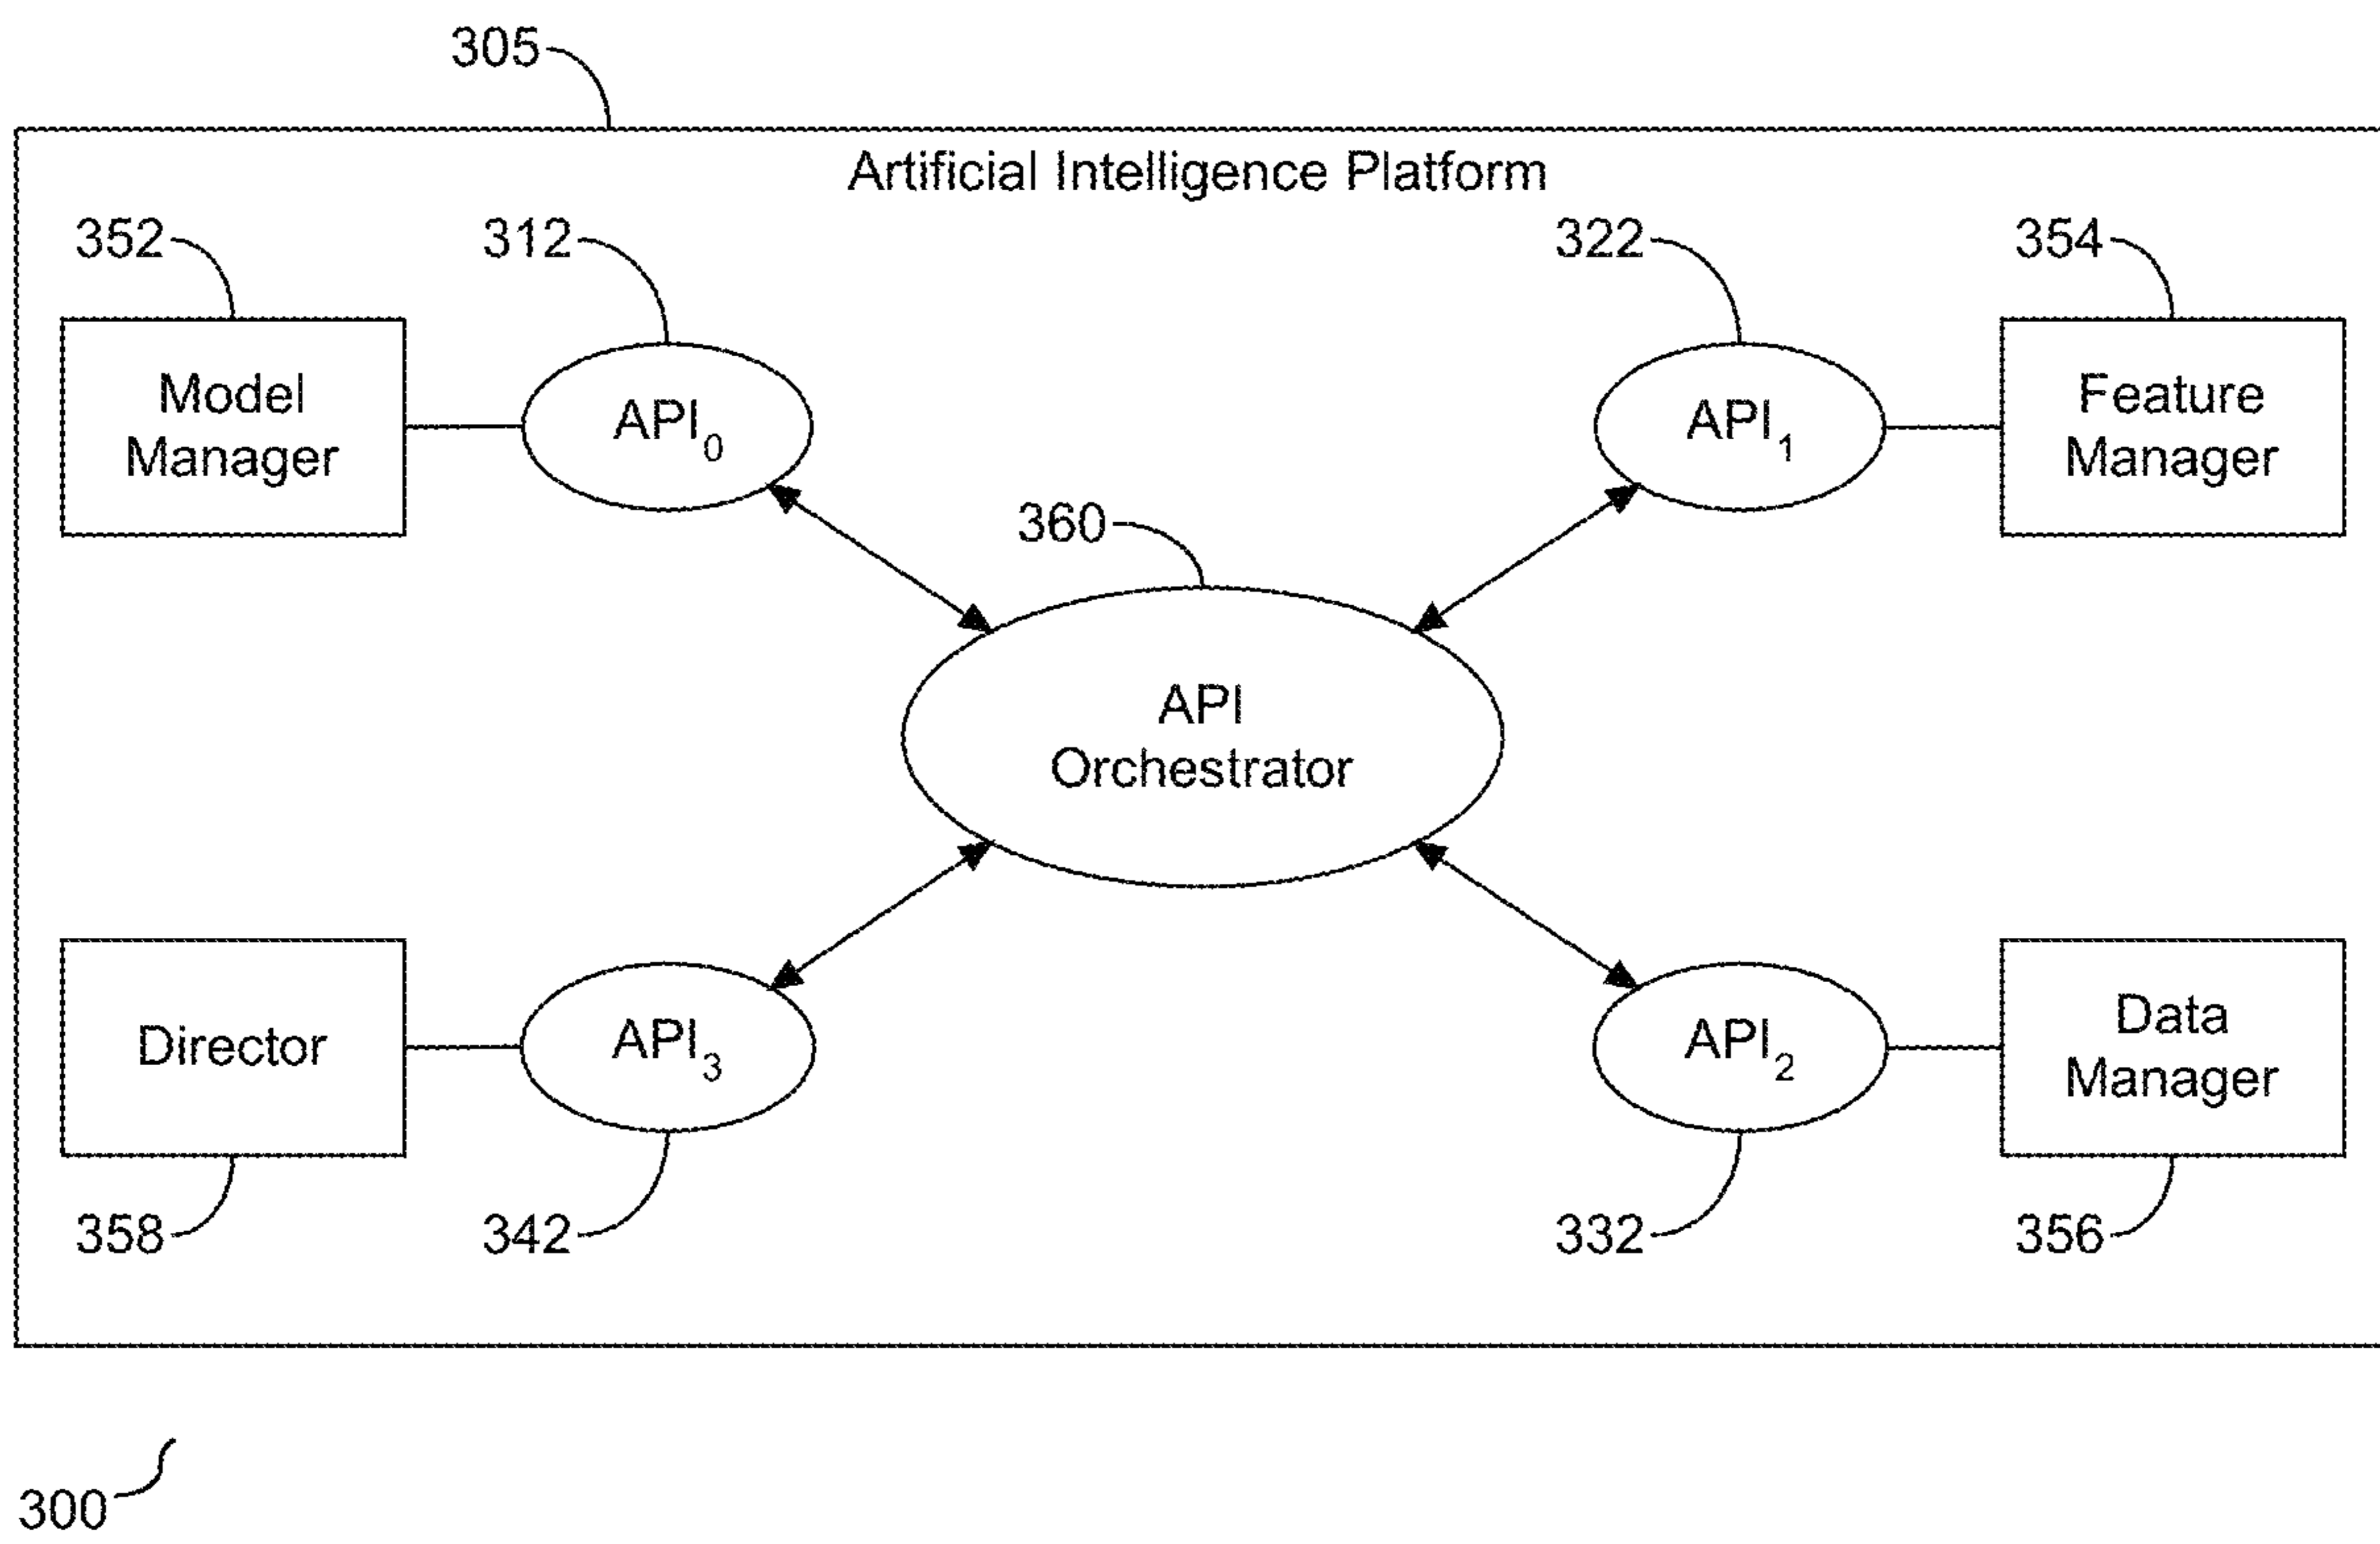 305
Artificial Intelligence Platform
352
312
322
354
Model
Manager
API0
API1
Feature
Manager
360
API
Orchestrator
Director
API3
API2
Data
Manager
358
342
332
356
300